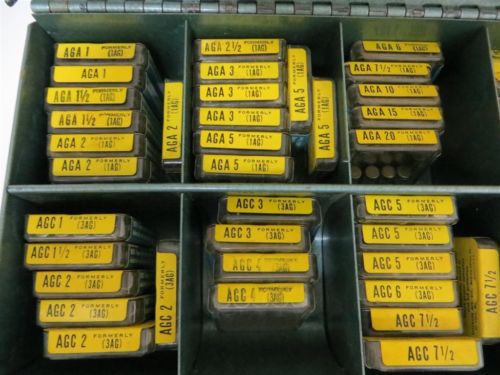 AGA 1 FORMERLY (1AG)
AGA 1
AGA 1½ FORMERLY (1AG)
AGA 1½ FORMERLY (1AG)
AGA 2 FORMERLY (1AG)
AGA 2 FORMERLY (1AG)
AGA 2 FORMERLY (1AG)
AGA 2½ FORMERLY (1AG)
AGA 3 FORMERLY (1AG)
AGA 3 FORMERLY (1AG)
AGA 3 FORMERLY (1AG)
AGA 5 FORMERLY (1AG)
AGA 5 FORMERLY (1AG)
AGA 5 FORMERLY (1AG)
AGA 5 FORMERLY (1AG)
AGA 6 FORMERLY (1AG)
AGA 7½ FORMERLY (1AG)
AGA 10 FORMERLY (1AG)
AGA 15 FORMERLY (1AG)
AGA 20 FORMERLY (1AG)
AGC 1 FORMERLY (3AG)
AGC 1½ FORMERLY (3AG)
AGC 2 FORMERLY (3AG)
AGC 2 FORMERLY (3AG)
AGC 2 FORMERLY (3AG)
AGC 2 FORMERLY (3AG)
AGC 3 FORMERLY (3AG)
AGC 3 FORMERLY (3AG)
AGC 4 FORMERLY (3AG)
AGC 4 FORMERLY (3AG)
AGC 5 FORMERLY (3AG)
AGC 5 FORMERLY (3AG)
AGC 5 FORMERLY (3AG)
AGC 6 FORMERLY (3AG)
AGC 7½ FORMERLY (3AG)
AGC 7½
AGC 7½